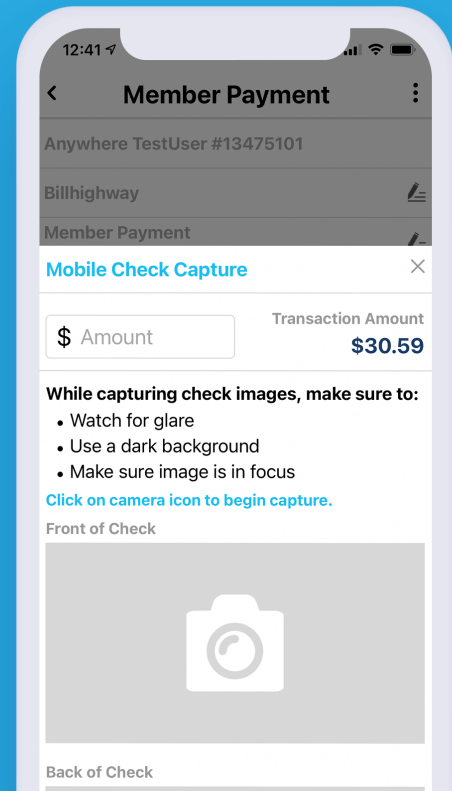 12:41
Member Payment
Anywhere TestUser #13475101
Billhighway
Member Payment
Mobile Check Capture
$ Amount
Transaction Amount
$30.59
While capturing check images, make sure to:
• Watch for glare
• Use a dark background
• Make sure image is in focus
Click on camera icon to begin capture.
Front of Check
Back of Check